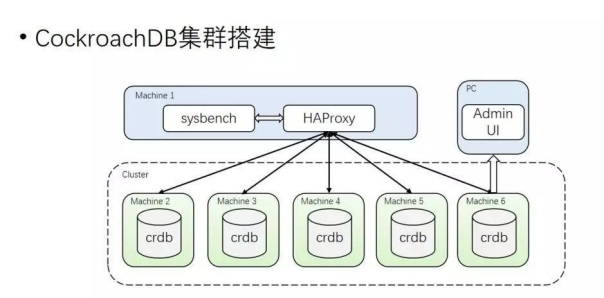 • CockroachDB集群搭建
Machine 1
sysbench
HAProxy
PC
Admin
UI
Cluster
Machine 2
crdb
Machine 3
crdb
Machine 4
crdb
Machine 5
crdb
Machine 6
crdb